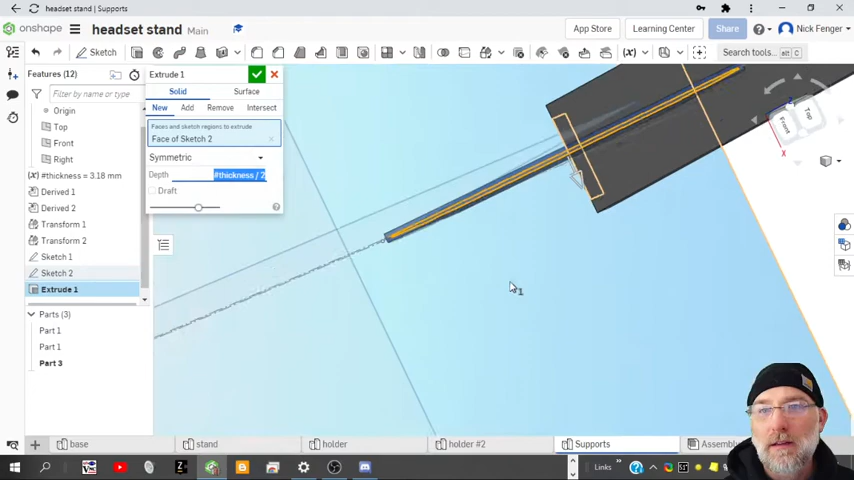 headset stand - Supports
onshape
headset stand Main
App Store
Learning Center
Share
Nick Fenger
Sketch
Search tools...
Features (12)
Filter by name or type
Origin
Top
Front
Right
#thickness = 3.18 mm
Derived 1
Derived 2
Transform 1
Transform 2
Sketch 1
Sketch 2
Extrude 1
Parts (3)
Part 1
Part 1
Part 3
Extrude 1
Solid
Surface
New
Add
Remove
Intersect
Faces and sketch regions to extrude
Face of Sketch 2
Symmetric
Depth
#thickness / 2
Draft
Front
Top
Z
X
1
base
stand
holder
holder #2
Supports
Assembly
Links